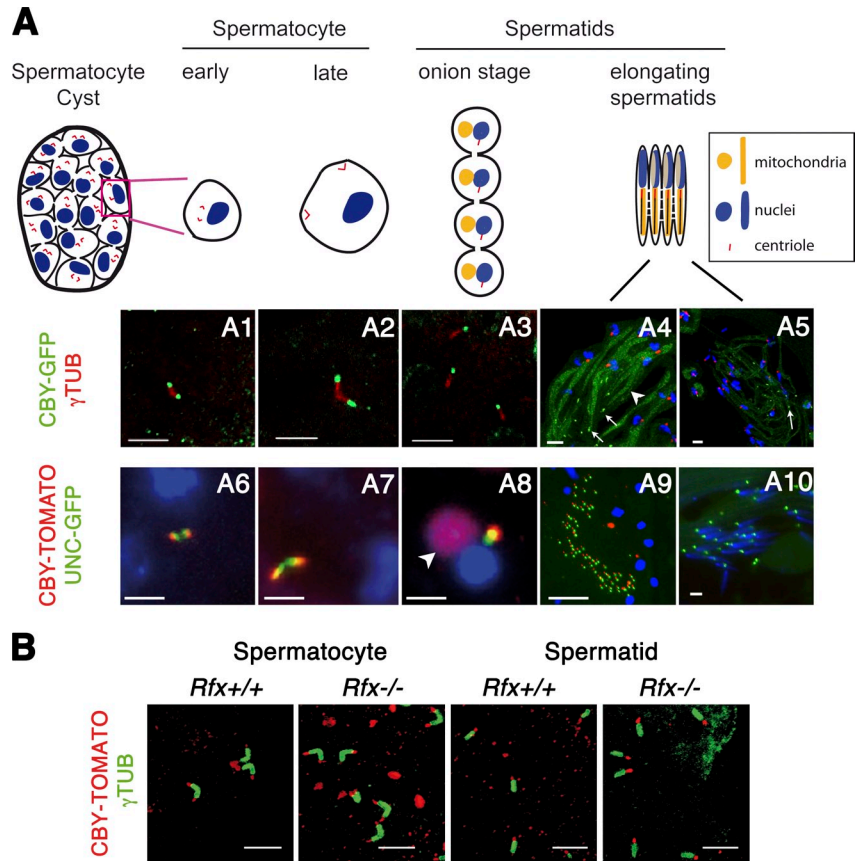 A
Spermatocyte
Spermatids
Spermatocyte
Cyst
early
late
onion stage
elongating
spermatids
mitochondria
nuclei
centriole
CBY-GFP
γTUB
A1
A2
A3
A4
A5
CBY-TOMATO
UNC-GFP
A6
A7
A8
A9
A10
B
Spermatocyte
Spermatid
Rfx+/+
Rfx-/-
Rfx+/+
Rfx-/-
CBY-TOMATO
γTUB